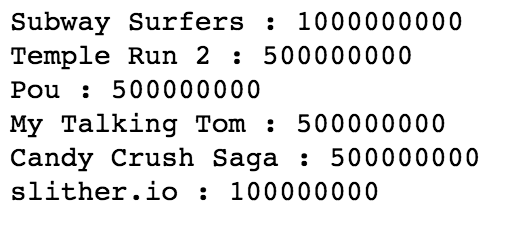 Subway Surfers : 1000000000
Temple Run 2 : 500000000
Pou : 500000000
My Talking Tom : 500000000
Candy Crush Saga : 500000000
slither.io : 100000000